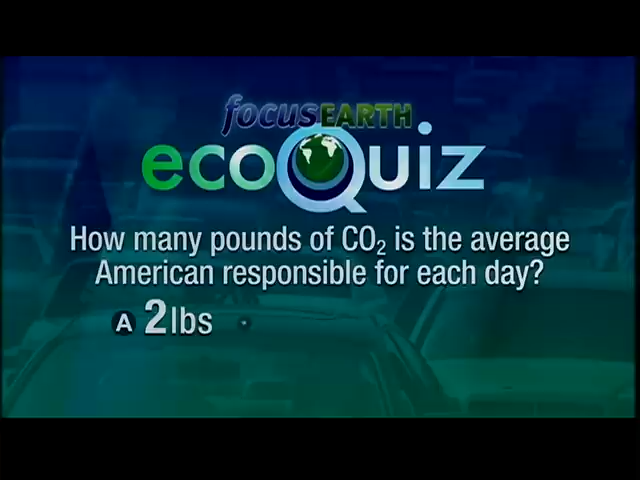 focusEARTH
ecoQuiz
How many pounds of CO₂ is the average
American responsible for each day?
A 2lbs